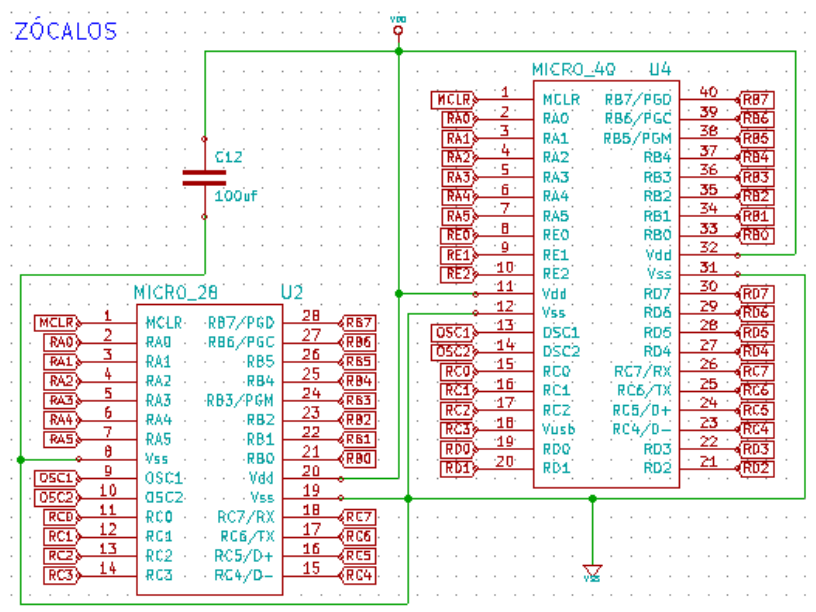 ZÓCALOS
VDD
C12
100uf
MICRO_28 U2
MCLR 1 MCLR RB7/PGD 28 RB7
RA0 2 RA0 RB6/PGC 27 RB6
RA1 3 RA1 RB5 26 RB5
RA2 4 RA2 RB4 25 RB4
RA3 5 RA3 RB3/PGM 24 RB3
RA4 6 RA4 RB2 23 RB2
RA5 7 RA5 RB1 22 RB1
8 Vss RB0 21 RB0
OSC1 9 OSC1 Vdd 20
OSC2 10 OSC2 Vss 19
RC0 11 RC0 RC7/RX 18 RC7
RC1 12 RC1 RC6/TX 17 RC6
RC2 13 RC2 RC5/D+ 16 RC5
RC3 14 RC3 RC4/D- 15 RC4
MICRO_40 U4
MCLR 1 MCLR RB7/PGD 40 RB7
RA0 2 RA0 RB6/PGC 39 RB6
RA1 3 RA1 RB5/PGM 38 RB5
RA2 4 RA2 RB4 37 RB4
RA3 5 RA3 RB3 36 RB3
RA4 6 RA4 RB2 35 RB2
RA5 7 RA5 RB1 34 RB1
RE0 8 RE0 RB0 33 RB0
RE1 9 RE1 Vdd 32
RE2 10 RE2 Vss 31
11 Vdd RD7 30 RD7
12 Vss RD6 29 RD6
OSC1 13 OSC1 RD5 28 RD5
OSC2 14 OSC2 RD4 27 RD4
RC0 15 RC0 RC7/RX 26 RC7
RC1 16 RC1 RC6/TX 25 RC6
RC2 17 RC2 RC5/D+ 24 RC5
RC3 18 Vusb RC4/D- 23 RC4
RD0 19 RD0 RD3 22 RD3
RD1 20 RD1 RD2 21 RD2
VSS